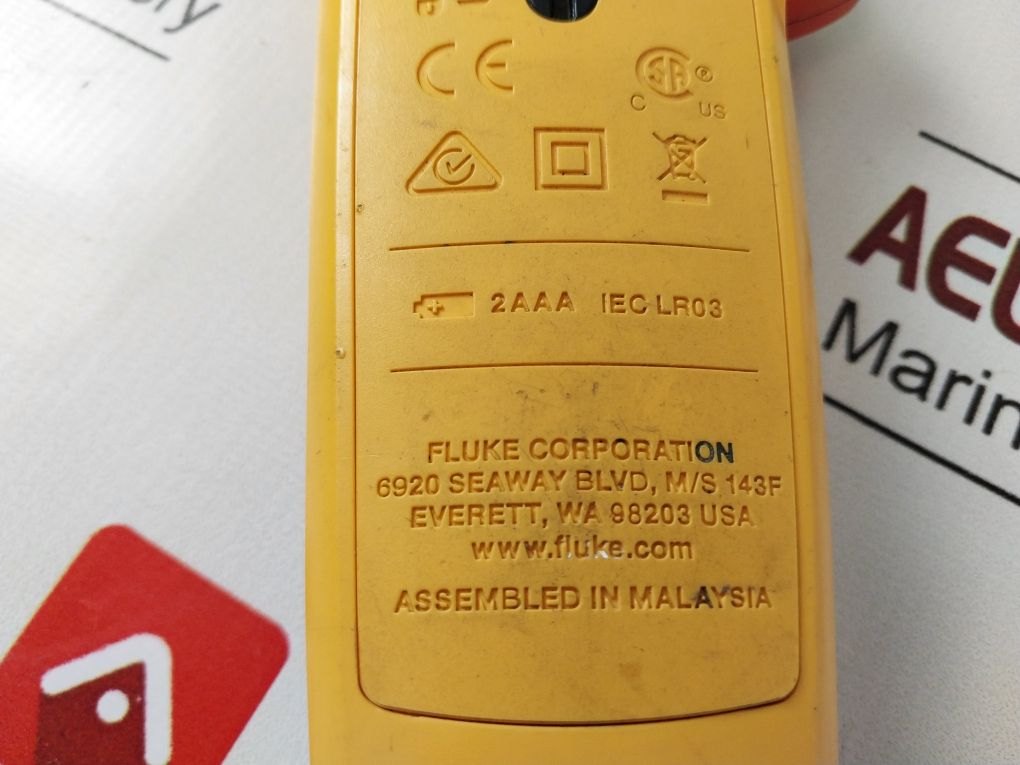 CE
SA ®
C US
2AAA IEC LR03
FLUKE CORPORATION
6920 SEAWAY BLVD, M/S 143F
EVERETT, WA 98203 USA
www.fluke.com
ASSEMBLED IN MALAYSIA
Marin